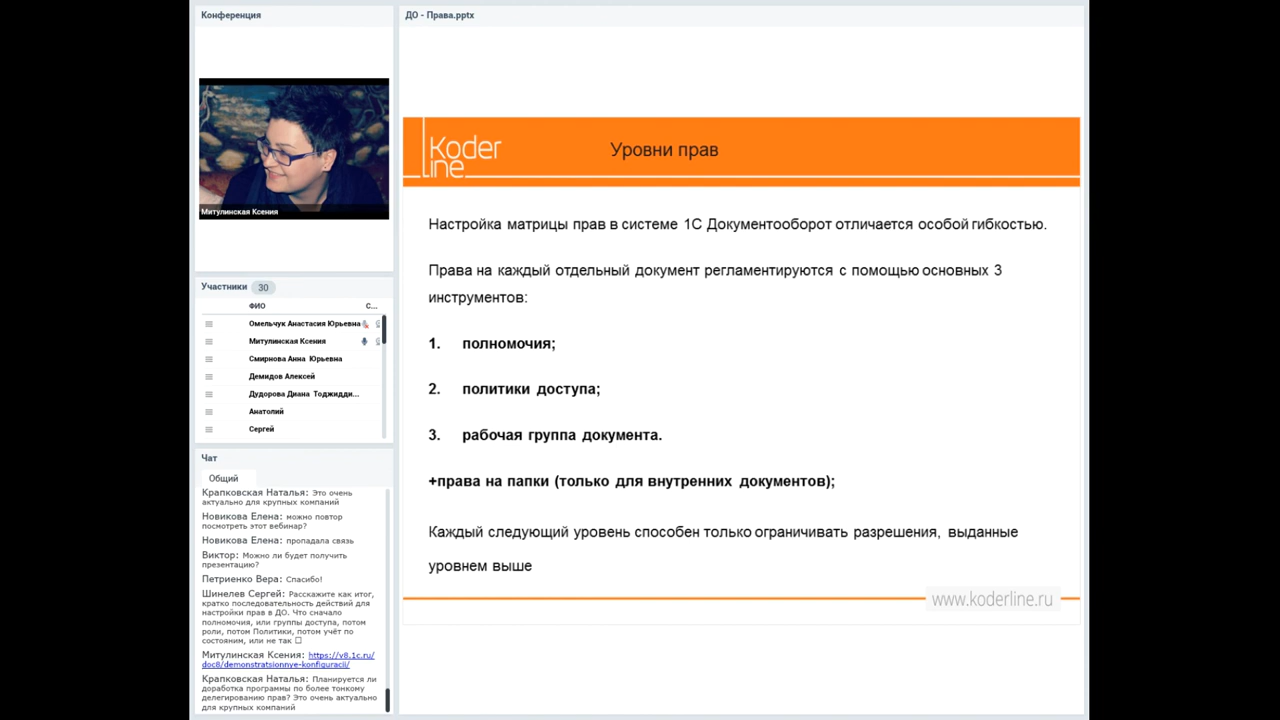 Конференция
Митулинская Ксения
Участники 30
ФИО С...
Омельчук Анастасия Юрьевна
Митулинская Ксения
Смирнова Анна Юрьевна
Демидов Алексей
Дудорова Диана Тоджидди...
Анатолий
Сергей
Чат
Общий
Крапковская Наталья: Это очень
актуально для крупных компаний
Новикова Елена: можно повтор
посмотреть этот вебинар?
Новикова Елена: пропадала связь
Виктор: Можно ли будет получить
презентацию?
Петриенко Вера: Спасибо!
Шинелев Сергей: Расскажите как итог,
кратко последовательность действий для
настройки прав в ДО. Что сначало
полномочия, или группы доступа, потом
роли, потом Политики, потом учёт по
состояним, или не так
Митулинская Ксения: https://v8.1c.ru/
doc8/demonstratsionnye-konfiguracii/
Крапковская Наталья: Планируется ли
доработка программы по более тонкому
делегированию прав? Это очень актуально
для крупных компаний
ДО - Права.pptx
Koder
line
Уровни прав
Настройка матрицы прав в системе 1С Документооборот отличается особой гибкостью.
Права на каждый отдельный документ регламентируются с помощью основных 3
инструментов:
1. полномочия;
2. политики доступа;
3. рабочая группа документа.
+права на папки (только для внутренних документов);
Каждый следующий уровень способен только ограничивать разрешения, выданные
уровнем выше
www.koderline.ru